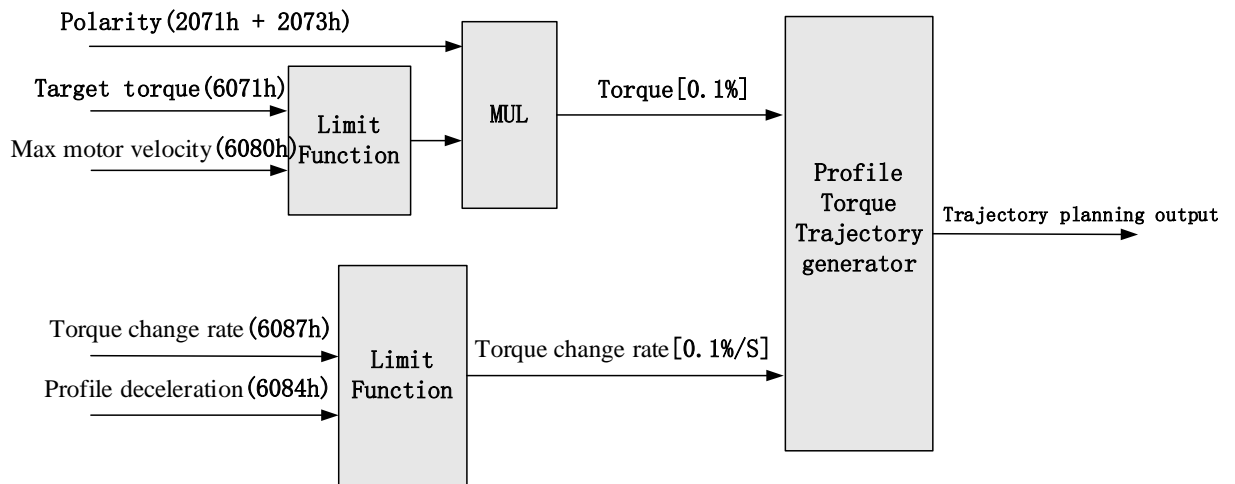 Polarity(2071h + 2073h)
Target torque(6071h)
Max motor velocity(6080h)
Limit
Function
MUL
Torque[0.1%]
Profile
Torque
Trajectory
generator
Trajectory planning output
Torque change rate(6087h)
Profile deceleration(6084h)
Limit
Function
Torque change rate[0.1%/S]